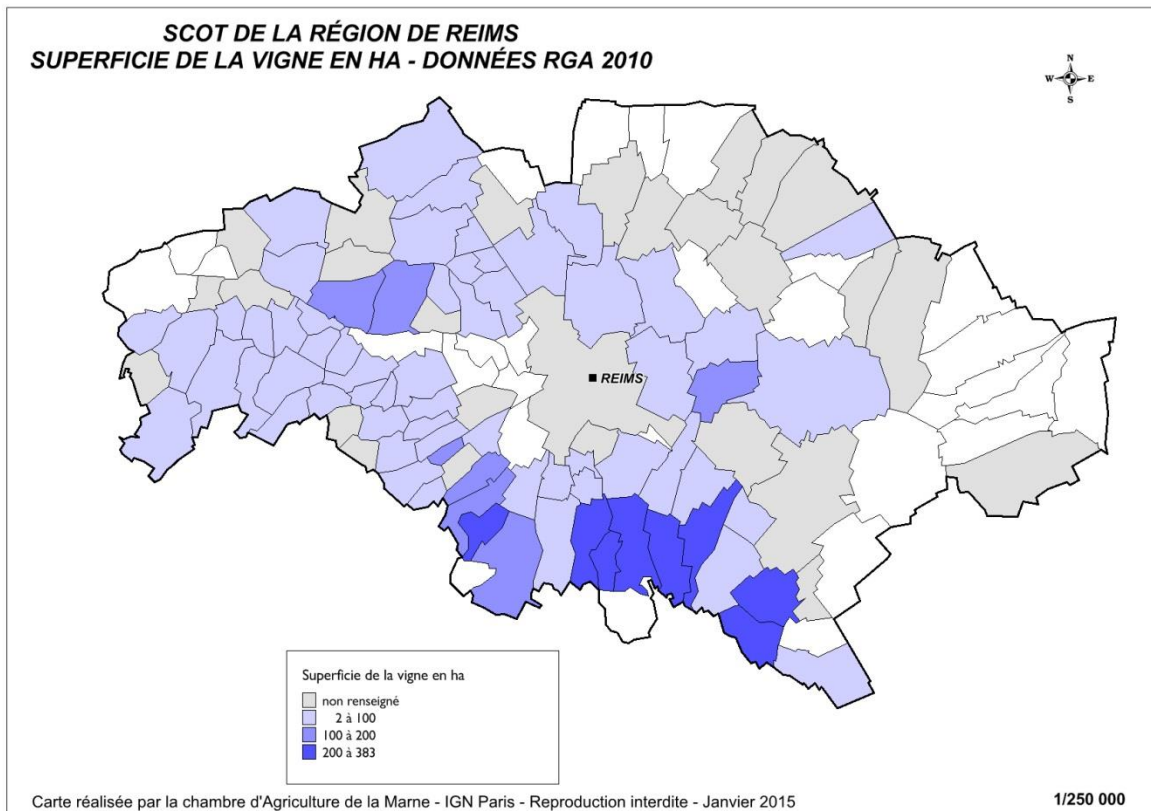 SCOT DE LA RÉGION DE REIMS
SUPERFICIE DE LA VIGNE EN HA - DONNÉES RGA 2010
N
W E
S
REIMS
Superficie de la vigne en ha
non renseigné
2 à 100
100 à 200
200 à 383
Carte réalisée par la chambre d'Agriculture de la Marne - IGN Paris - Reproduction interdite - Janvier 2015
1/250 000